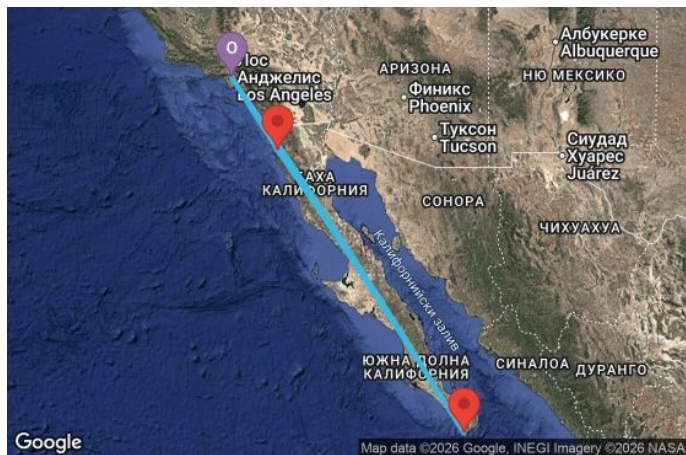 О
Лос
Анджелис
Los Angeles
Албукерке
Albuquerque
АРИЗОНА
НЮ МЕКСИКО
Финикс
Phoenix
Туксон
Tucson
Сиудад
Хуарес
Juárez
БАХА
КАЛИФОРНИЯ
СОНОРА
ЧИХУАХУА
Калифорнийски залив
ЮЖНА ДОЛНА
КАЛИФОРНИЯ
СИНАЛОА
ДУРАНГО
Google
Map data ©2026 Google, INEGI Imagery ©2026 NASA